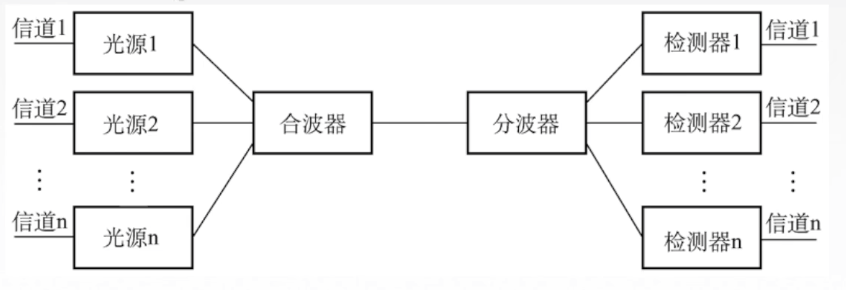 信道1
光源1
检测器1
信道1
信道2
光源2
合波器
分波器
检测器2
信道2
⋮
⋮
⋮
⋮
信道n
光源n
检测器n
信道n